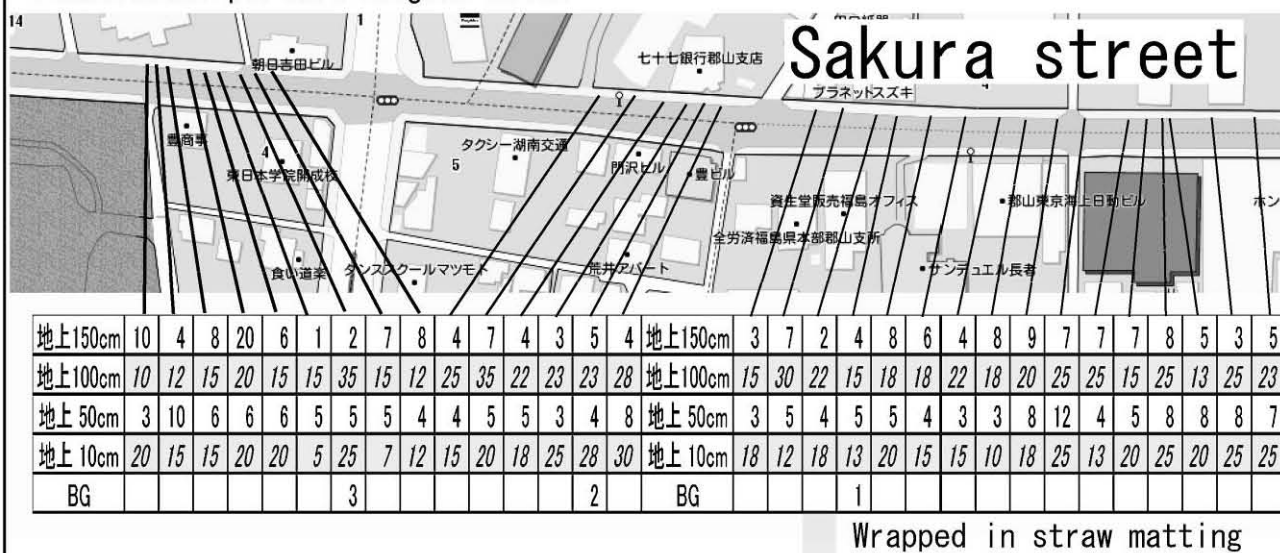 14
1
Sakura street
朝日吉田ビル
七十七銀行郡山支店
プラネットスズキ
4
豊商事
4
東日本学院開成校
タクシー湖南交通
5
門沢ビル
豊ビル
資生堂販売福島オフィス
郡山東京海上日動ビル
ホン
全労済福島県本部郡山支所
食い道楽
ダンススクールマツモト
荒井アパート
サンデュエル長者
地上150cm 10 4 8 20 6 1 2 7 8 4 7 4 3 5 4 地上150cm 3 7 2 4 8 6 4 8 9 7 7 7 8 5 3 5
地上100cm 10 12 15 20 15 15 35 15 12 25 35 22 23 23 28 地上100cm 15 30 22 15 18 18 22 18 20 25 25 15 25 13 25 23
地上 50cm 3 10 6 6 6 5 5 5 4 4 5 5 3 4 8 地上 50cm 3 5 4 5 5 4 3 3 8 12 4 5 8 8 8 7
地上 10cm 20 15 15 20 20 5 25 7 12 15 20 18 25 28 30 地上 10cm 18 12 18 13 20 15 15 10 18 25 13 20 25 20 25 25
BG 3 2 BG 1
Wrapped in straw matting